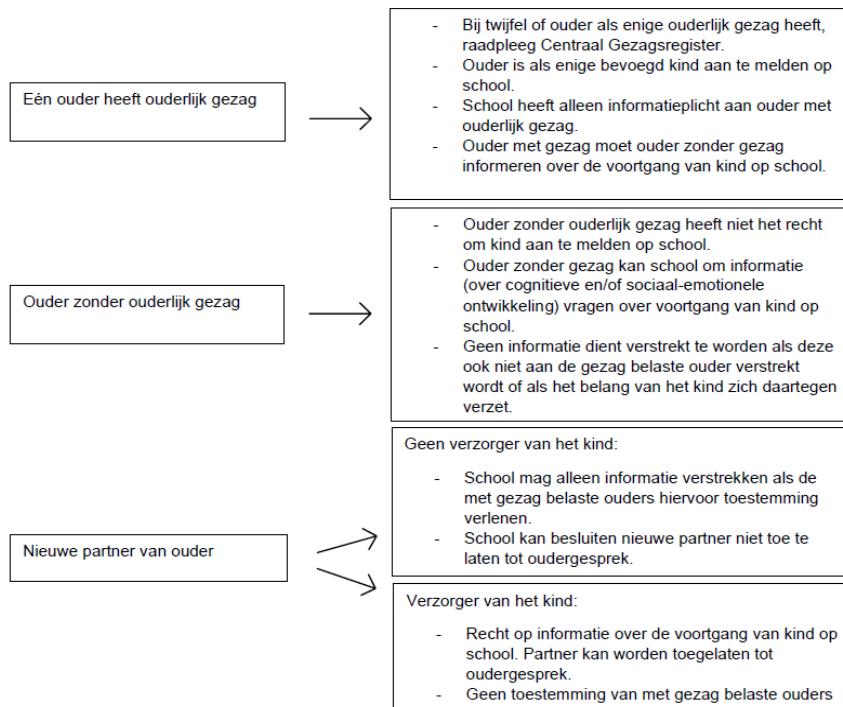 Eén ouder heeft ouderlijk gezag
- Bij twijfel of ouder als enige ouderlijk gezag heeft,
raadpleeg Centraal Gezagsregister.
- Ouder is als enige bevoegd kind aan te melden op
school.
- School heeft alleen informatieplicht aan ouder met
ouderlijk gezag.
- Ouder met gezag moet ouder zonder gezag
informeren over de voortgang van kind op school.
Ouder zonder ouderlijk gezag
- Ouder zonder ouderlijk gezag heeft niet het recht
om kind aan te melden op school.
- Ouder zonder gezag kan school om informatie
(over cognitieve en/of sociaal-emotionele
ontwikkeling) vragen over voortgang van kind op
school.
- Geen informatie dient verstrekt te worden als deze
ook niet aan de gezag belaste ouder verstrekt
wordt of als het belang van het kind zich daartegen
verzet.
Nieuwe partner van ouder
Geen verzorger van het kind:
- School mag alleen informatie verstrekken als de
met gezag belaste ouders hiervoor toestemming
verlenen.
- School kan besluiten nieuwe partner niet toe te
laten tot oudergesprek.
Verzorger van het kind:
- Recht op informatie over de voortgang van kind op
school. Partner kan worden toegelaten tot
oudergesprek.
- Geen toestemming van met gezag belaste ouders